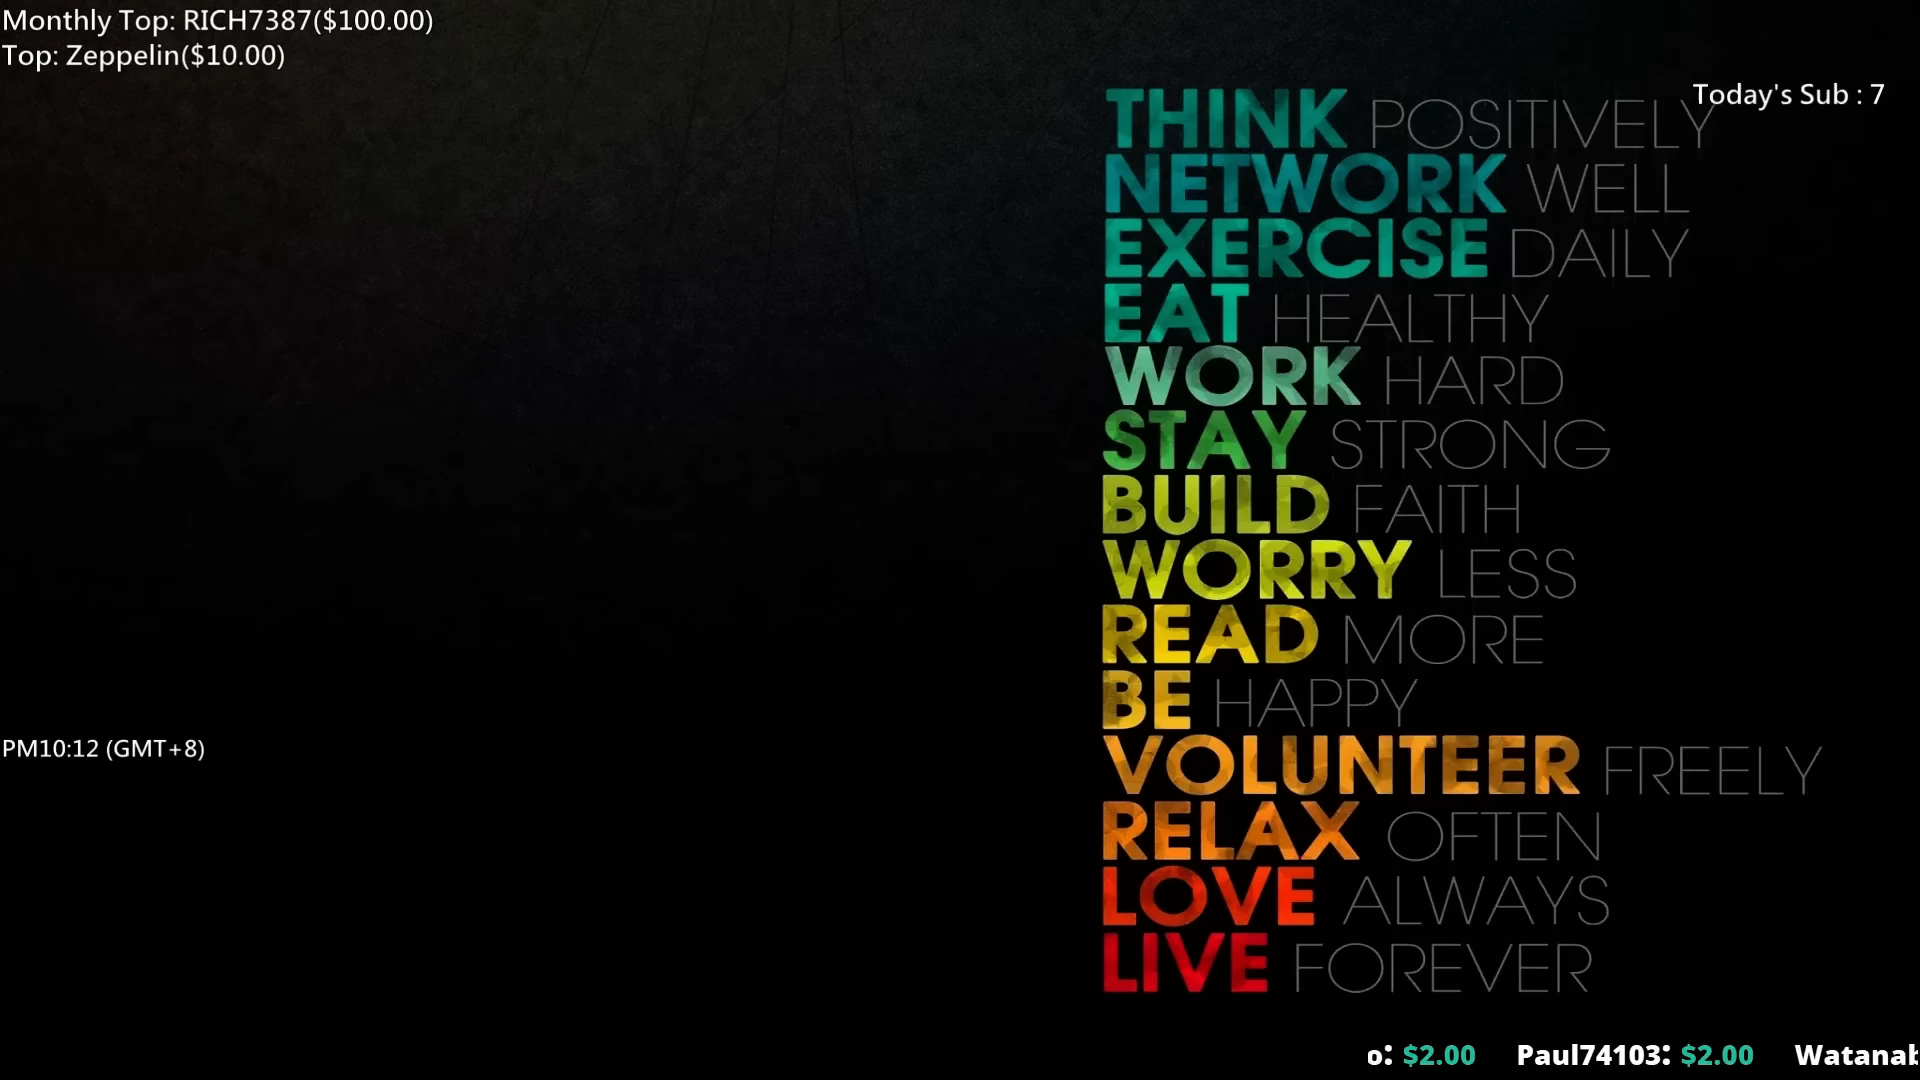 Monthly Top: RICH7387($100.00)
Top: Zeppelin($10.00)
Today's Sub : 7
THINK POSITIVELY
NETWORK WELL
EXERCISE DAILY
EAT HEALTHY
WORK HARD
STAY STRONG
BUILD FAITH
WORRY LESS
READ MORE
BE HAPPY
PM10:12 (GMT+8)
VOLUNTEER FREELY
RELAX OFTEN
LOVE ALWAYS
LIVE FOREVER
o: $2.00 Paul74103: $2.00